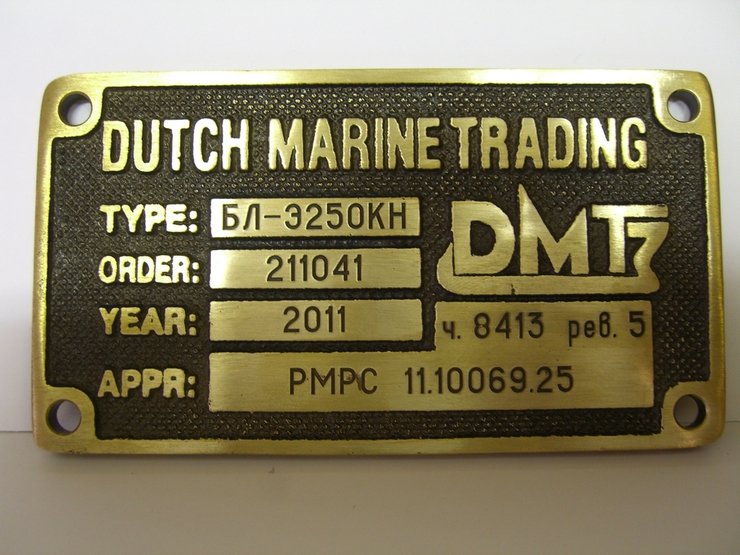 DUTCH MARINE TRADING
TYPE: БЛ-Э250КН
DMT
ORDER: 211041
YEAR: 2011
ч. 8413 рев. 5
APPR: РМРС 11.10069.25